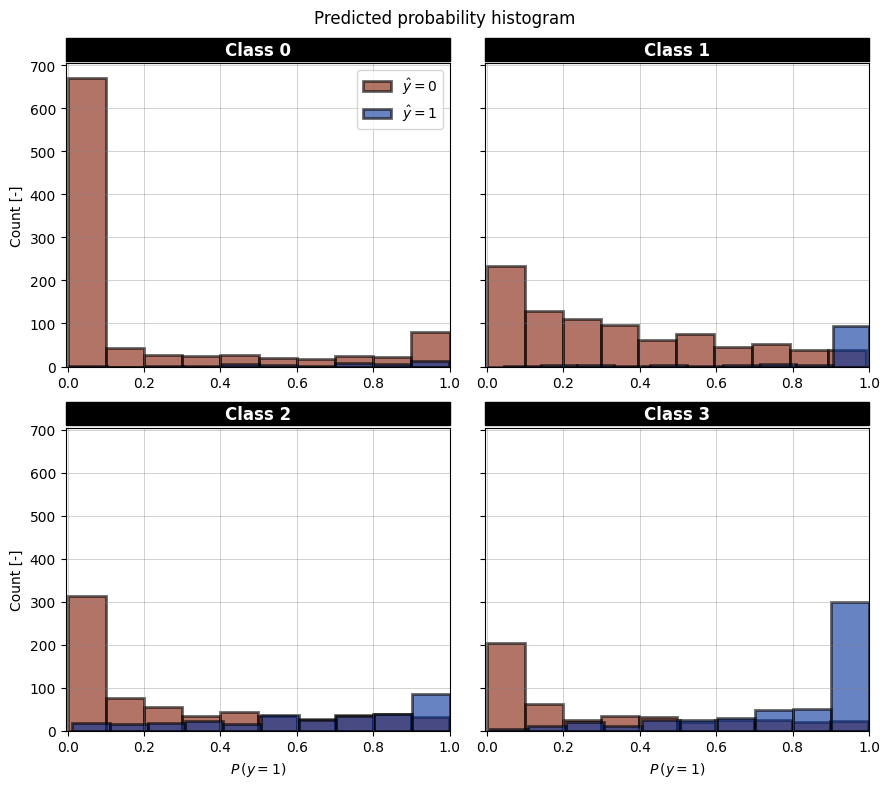 Predicted probability histogram
Class 0
Class 1
700
600
500
400
300
200
100
0
Count [-]
ŷ = 0
ŷ = 1
0.0 0.2 0.4 0.6 0.8 1.0
0.0 0.2 0.4 0.6 0.8 1.0
Class 2
Class 3
700
600
500
400
300
200
100
0
Count [-]
0.0 0.2 0.4 0.6 0.8 1.0
0.0 0.2 0.4 0.6 0.8 1.0
P(y = 1)
P(y = 1)